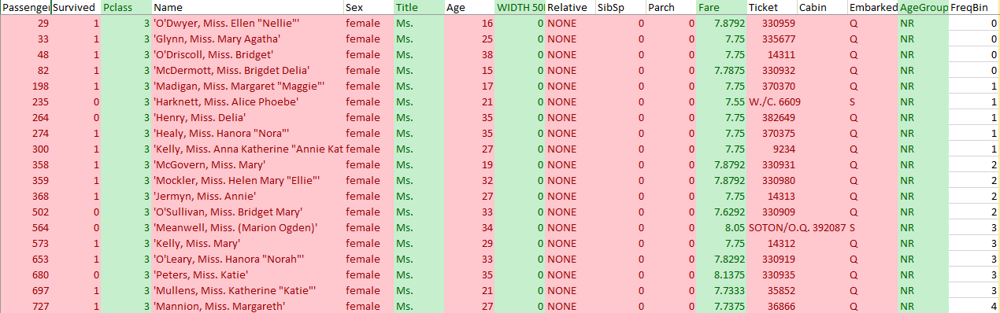 Passenger Survived Pclass Name Sex Title Age WIDTH 50 Relative SibSp Parch Fare Ticket Cabin Embarked AgeGroup FreqBin
29 1 3 'O'Dwyer, Miss. Ellen "Nellie"' female Ms. 16 0 NONE 0 0 7.8792 330959 Q NR 0
33 1 3 'Glynn, Miss. Mary Agatha' female Ms. 25 0 NONE 0 0 7.75 335677 Q NR 0
48 1 3 'O'Driscoll, Miss. Bridget' female Ms. 38 0 NONE 0 0 7.75 14311 Q NR 0
82 1 3 'McDermott, Miss. Brigdet Delia' female Ms. 15 0 NONE 0 0 7.7875 330932 Q NR 0
198 1 3 'Madigan, Miss. Margaret "Maggie"' female Ms. 17 0 NONE 0 0 7.75 370370 Q NR 1
235 0 3 'Harknett, Miss. Alice Phoebe' female Ms. 21 0 NONE 0 0 7.55 W./C. 6609 S NR 1
264 0 3 'Henry, Miss. Delia' female Ms. 35 0 NONE 0 0 7.75 382649 Q NR 1
274 1 3 'Healy, Miss. Hanora "Nora"' female Ms. 35 0 NONE 0 0 7.75 370375 Q NR 1
300 1 3 'Kelly, Miss. Anna Katherine "Annie Kat female Ms. 27 0 NONE 0 0 7.75 9234 Q NR 1
358 1 3 'McGovern, Miss. Mary' female Ms. 19 0 NONE 0 0 7.8792 330931 Q NR 2
359 1 3 'Mockler, Miss. Helen Mary "Ellie"' female Ms. 32 0 NONE 0 0 7.8792 330980 Q NR 2
368 1 3 'Jermyn, Miss. Annie' female Ms. 27 0 NONE 0 0 7.75 14313 Q NR 2
502 0 3 'O'Sullivan, Miss. Bridget Mary' female Ms. 33 0 NONE 0 0 7.6292 330909 Q NR 2
564 0 3 'Meanwell, Miss. (Marion Ogden)' female Ms. 34 0 NONE 0 0 8.05 SOTON/O.Q. 392087 S NR 3
573 1 3 'Kelly, Miss. Mary' female Ms. 29 0 NONE 0 0 7.75 14312 Q NR 3
653 1 3 'O'Leary, Miss. Hanora "Norah"' female Ms. 33 0 NONE 0 0 7.8292 330919 Q NR 3
680 0 3 'Peters, Miss. Katie' female Ms. 35 0 NONE 0 0 8.1375 330935 Q NR 3
697 1 3 'Mullens, Miss. Katherine "Katie"' female Ms. 21 0 NONE 0 0 7.7333 35852 Q NR 3
727 1 3 'Mannion, Miss. Margareth' female Ms. 27 0 NONE 0 0 7.7375 36866 Q NR 4